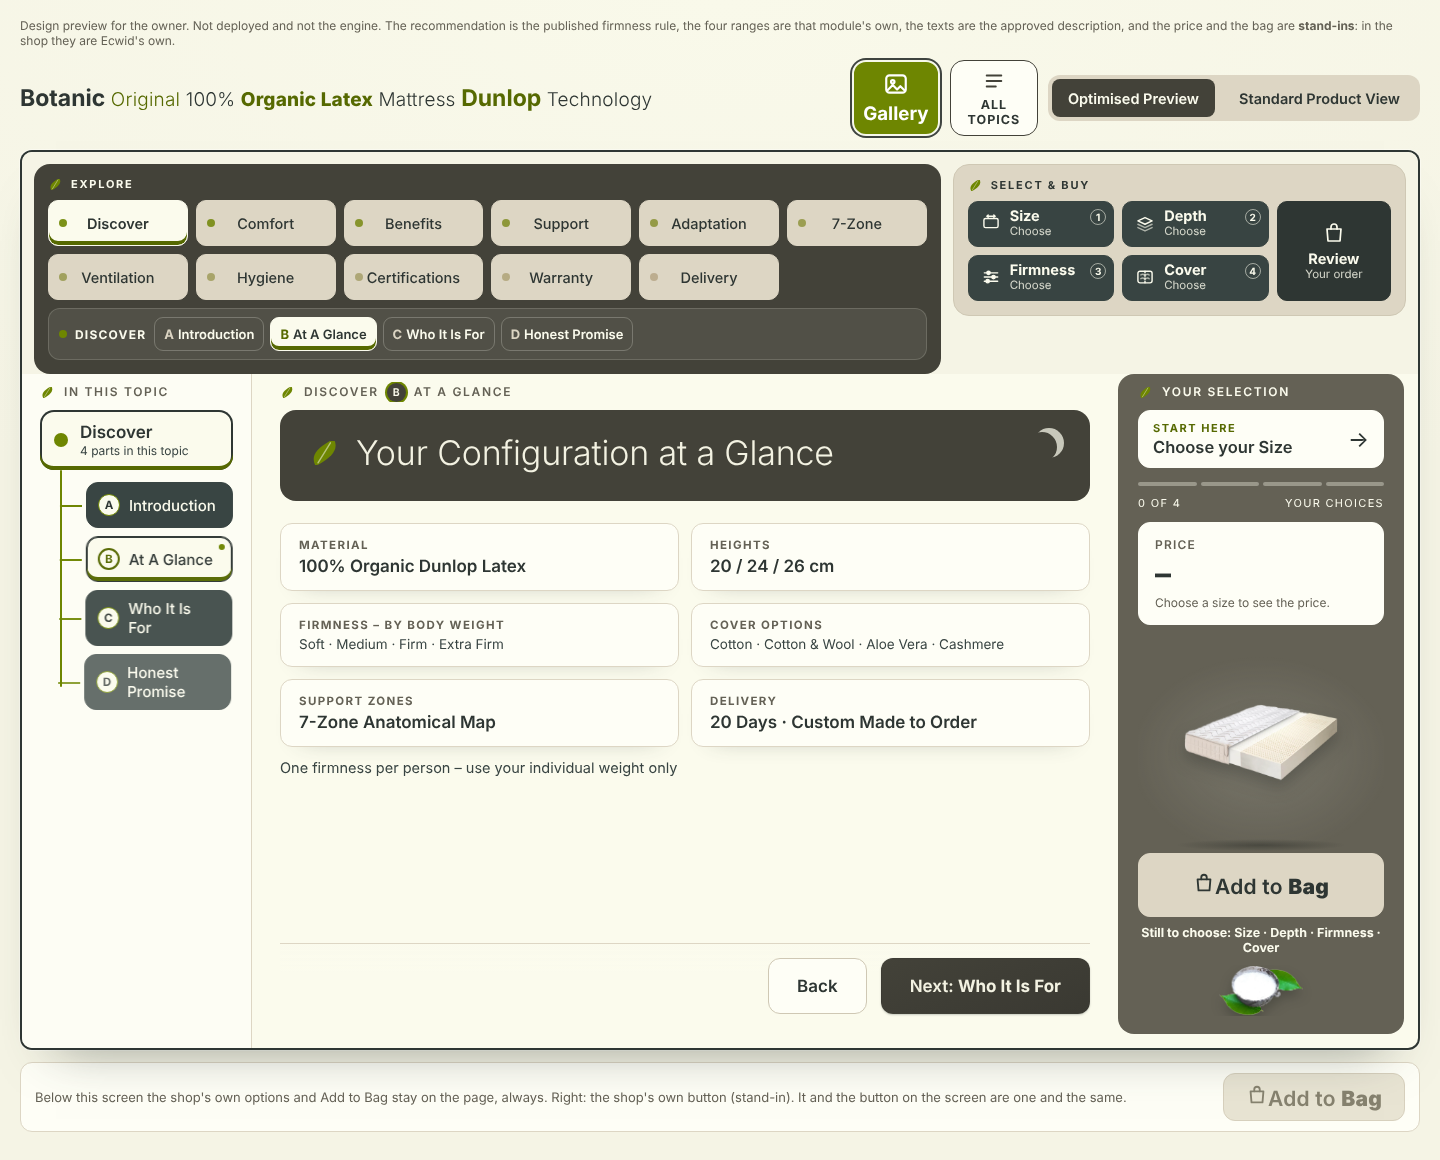 Design preview for the owner. Not deployed and not the engine. The recommendation is the published firmness rule, the four ranges are that module's own, the texts are the approved description, and the price and the bag are stand-ins: in the
shop they are Ecwid's own.
Botanic Original 100% Organic Latex Mattress Dunlop Technology
Gallery
ALL
TOPICS
Optimised Preview
Standard Product View
EXPLORE
Discover
Comfort
Benefits
Support
Adaptation
7-Zone
Ventilation
Hygiene
Certifications
Warranty
Delivery
DISCOVER
A Introduction
B At A Glance
C Who It Is For
D Honest Promise
SELECT & BUY
Size
Choose
1
Depth
Choose
2
Firmness
Choose
3
Cover
Choose
4
Review
Your order
IN THIS TOPIC
Discover
4 parts in this topic
A Introduction
B At A Glance
C Who It Is
For
D Honest
Promise
DISCOVER B AT A GLANCE
Your Configuration at a Glance
MATERIAL
100% Organic Dunlop Latex
HEIGHTS
20 / 24 / 26 cm
FIRMNESS – BY BODY WEIGHT
Soft · Medium · Firm · Extra Firm
COVER OPTIONS
Cotton · Cotton & Wool · Aloe Vera · Cashmere
SUPPORT ZONES
7-Zone Anatomical Map
DELIVERY
20 Days · Custom Made to Order
One firmness per person – use your individual weight only
Back
Next: Who It Is For
YOUR SELECTION
START HERE
Choose your Size
0 OF 4
YOUR CHOICES
PRICE
–
Choose a size to see the price.
Add to Bag
Still to choose: Size · Depth · Firmness ·
Cover
Below this screen the shop's own options and Add to Bag stay on the page, always. Right: the shop's own button (stand-in). It and the button on the screen are one and the same.
Add to Bag